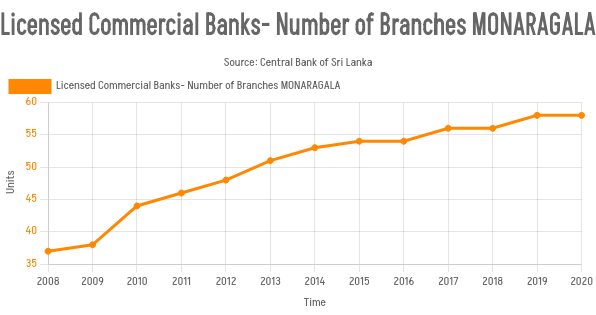 Licensed Commercial Banks- Number of Branches MONARAGALA
Source: Central Bank of Sri Lanka
Licensed Commercial Banks- Number of Branches MONARAGALA
60
55
50
45
40
35
Units
2008 2009 2010 2011 2012 2013 2014 2015 2016 2017 2018 2019 2020
Time